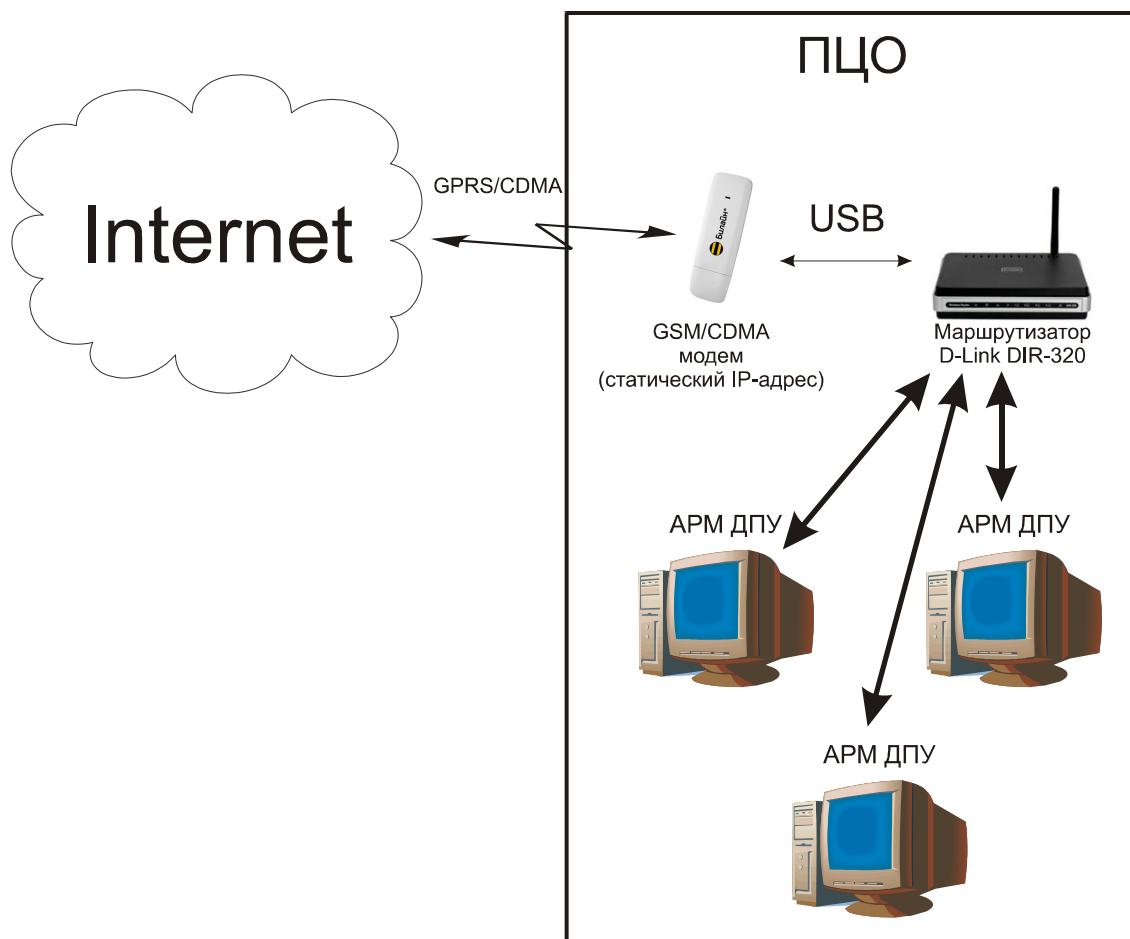 ПЦО
Internet
GPRS/CDMA
USB
GSM/CDMA
модем
(статический IP-адрес)
Маршрутизатор
D-Link DIR-320
АРМ ДПУ
АРМ ДПУ
АРМ ДПУ